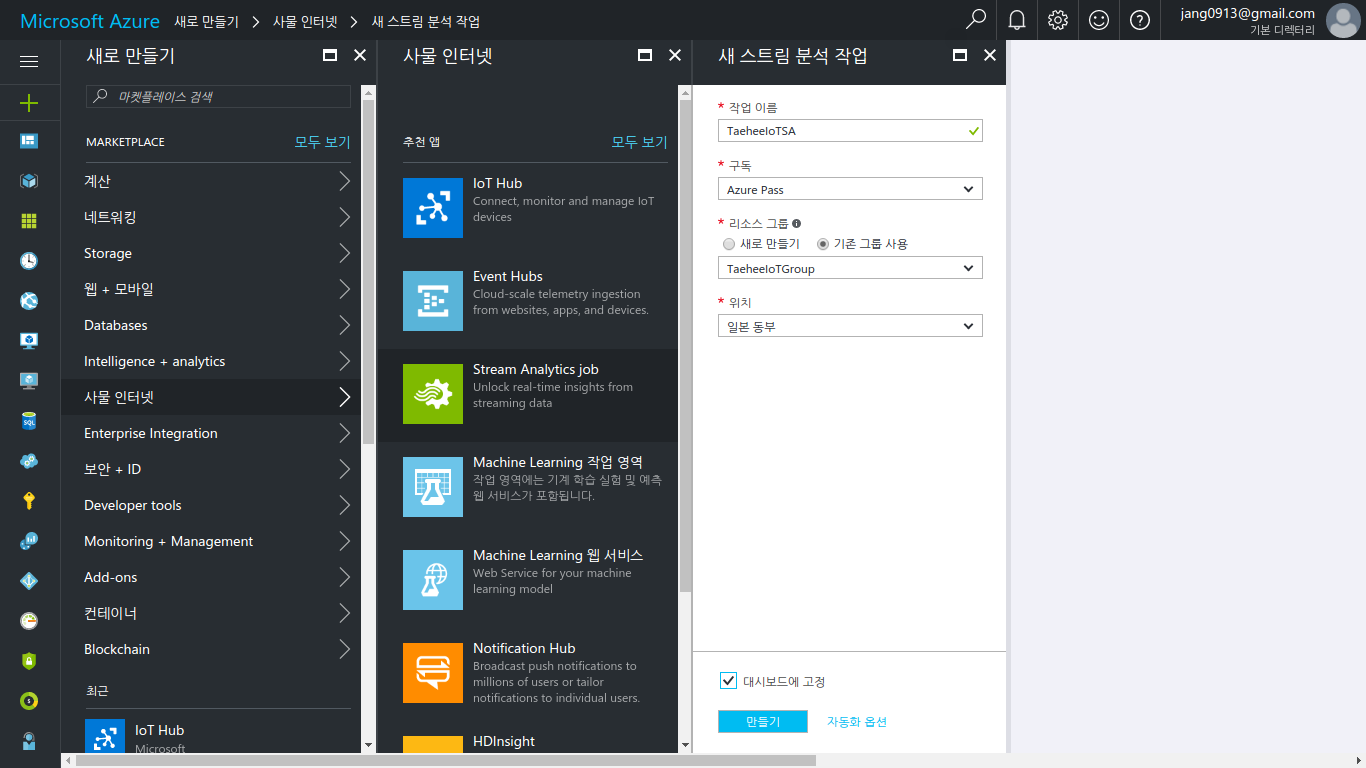 Microsoft Azure 새로 만들기 사물 인터넷 새 스트림 분석 작업
jang0913@gmail.com
기본 디렉터리
새로 만들기
마켓플레이스 검색
MARKETPLACE 모두 보기
계산
네트워킹
Storage
웹 + 모바일
Databases
Intelligence + analytics
사물 인터넷
Enterprise Integration
보안 + ID
Developer tools
Monitoring + Management
Add-ons
컨테이너
Blockchain
최근
IoT Hub
Microsoft
사물 인터넷
추천 앱 모두 보기
IoT Hub
Connect, monitor and manage IoT
devices
Event Hubs
Cloud-scale telemetry ingestion
from websites, apps, and devices.
Stream Analytics job
Unlock real-time insights from
streaming data
Machine Learning 작업 영역
작업 영역에는 기계 학습 실험 및 예측
웹 서비스가 포함됩니다.
Machine Learning 웹 서비스
Web Service for your machine
learning model
Notification Hub
Broadcast push notifications to
millions of users or tailor
notifications to individual users.
HDInsight
새 스트림 분석 작업
* 작업 이름
TaeheeIoTSA
* 구독
Azure Pass
* 리소스 그룹
새로 만들기 기존 그룹 사용
TaeheeIoTGroup
* 위치
일본 동부
대시보드에 고정
만들기 자동화 옵션
SQL